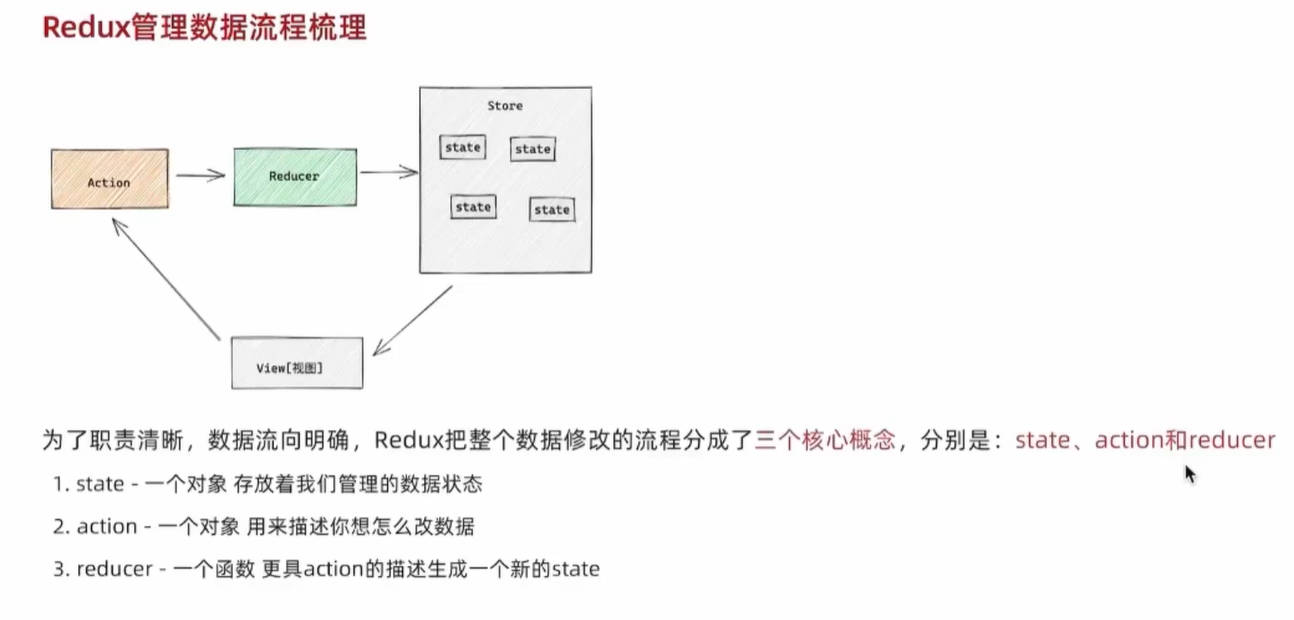 Redux管理数据流程梳理
Store
state
state
Action
Reducer
state
state
View[视图]
为了职责清晰，数据流向明确，Redux把整个数据修改的流程分成了三个核心概念，分别是：state、action和reducer
1. state - 一个对象 存放着我们管理的数据状态
2. action - 一个对象 用来描述你想怎么改数据
3. reducer - 一个函数 更具action的描述生成一个新的state